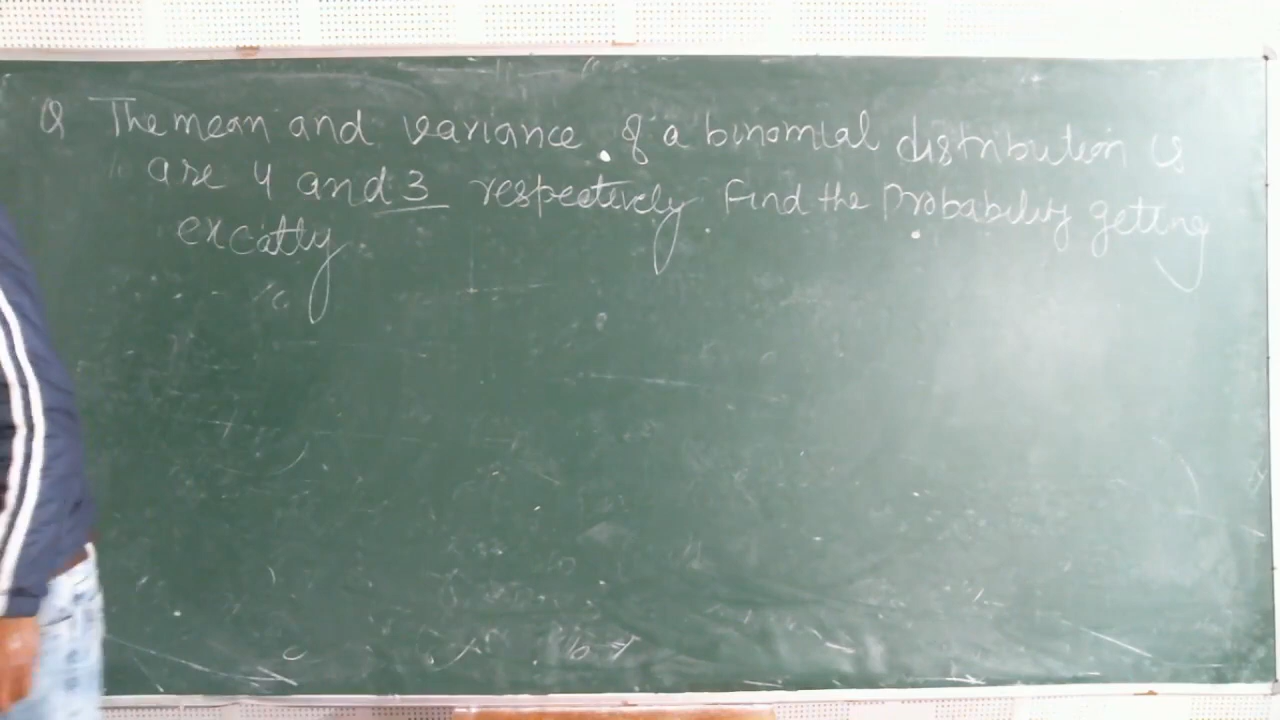 Q The mean and variance of a binomial distribution is
are 4 and 3 respectively Find the Probability getting
excatly